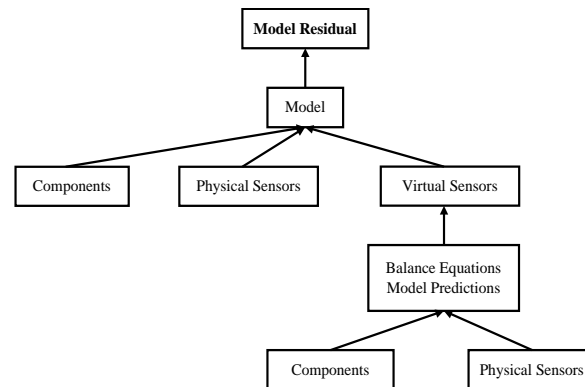 Model Residual
Model
Components
Physical Sensors
Virtual Sensors
Balance Equations
Model Predictions
Components
Physical Sensors